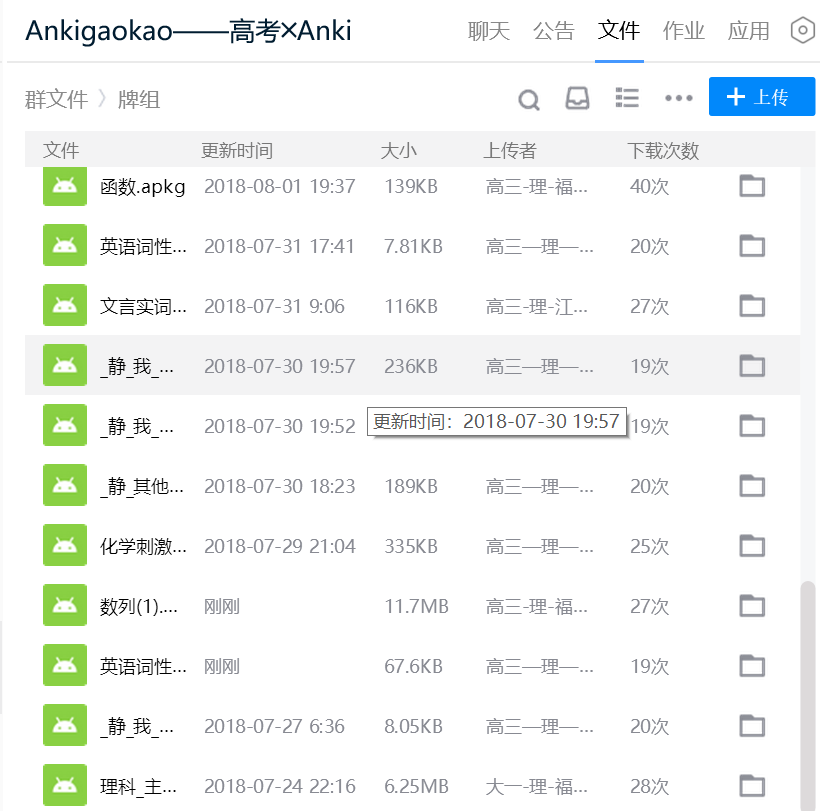 Ankigaokao——高考×Anki 聊天 公告 文件 作业 应用
群文件 〉 牌组 + 上传
文件 更新时间 大小 上传者 下载次数
函数.apkg 2018-08-01 19:37 139KB 高三-理-福... 40次
英语词性... 2018-07-31 17:41 7.81KB 高三—理—... 20次
文言实词... 2018-07-31 9:06 116KB 高三-理-江... 27次
_静_我_... 2018-07-30 19:57 236KB 高三—理—... 19次
_静_我_... 2018-07-30 19:52 更新时间：2018-07-30 19:57 19次
_静_其他... 2018-07-30 18:23 189KB 高三—理—... 20次
化学刺激... 2018-07-29 21:04 335KB 高三—理—... 25次
数列(1).... 刚刚 11.7MB 高三-理-福... 27次
英语词性... 刚刚 67.6KB 高三—理—... 19次
_静_我_... 2018-07-27 6:36 8.05KB 高三—理—... 20次
理科_主... 2018-07-24 22:16 6.25MB 大一-理-福... 28次